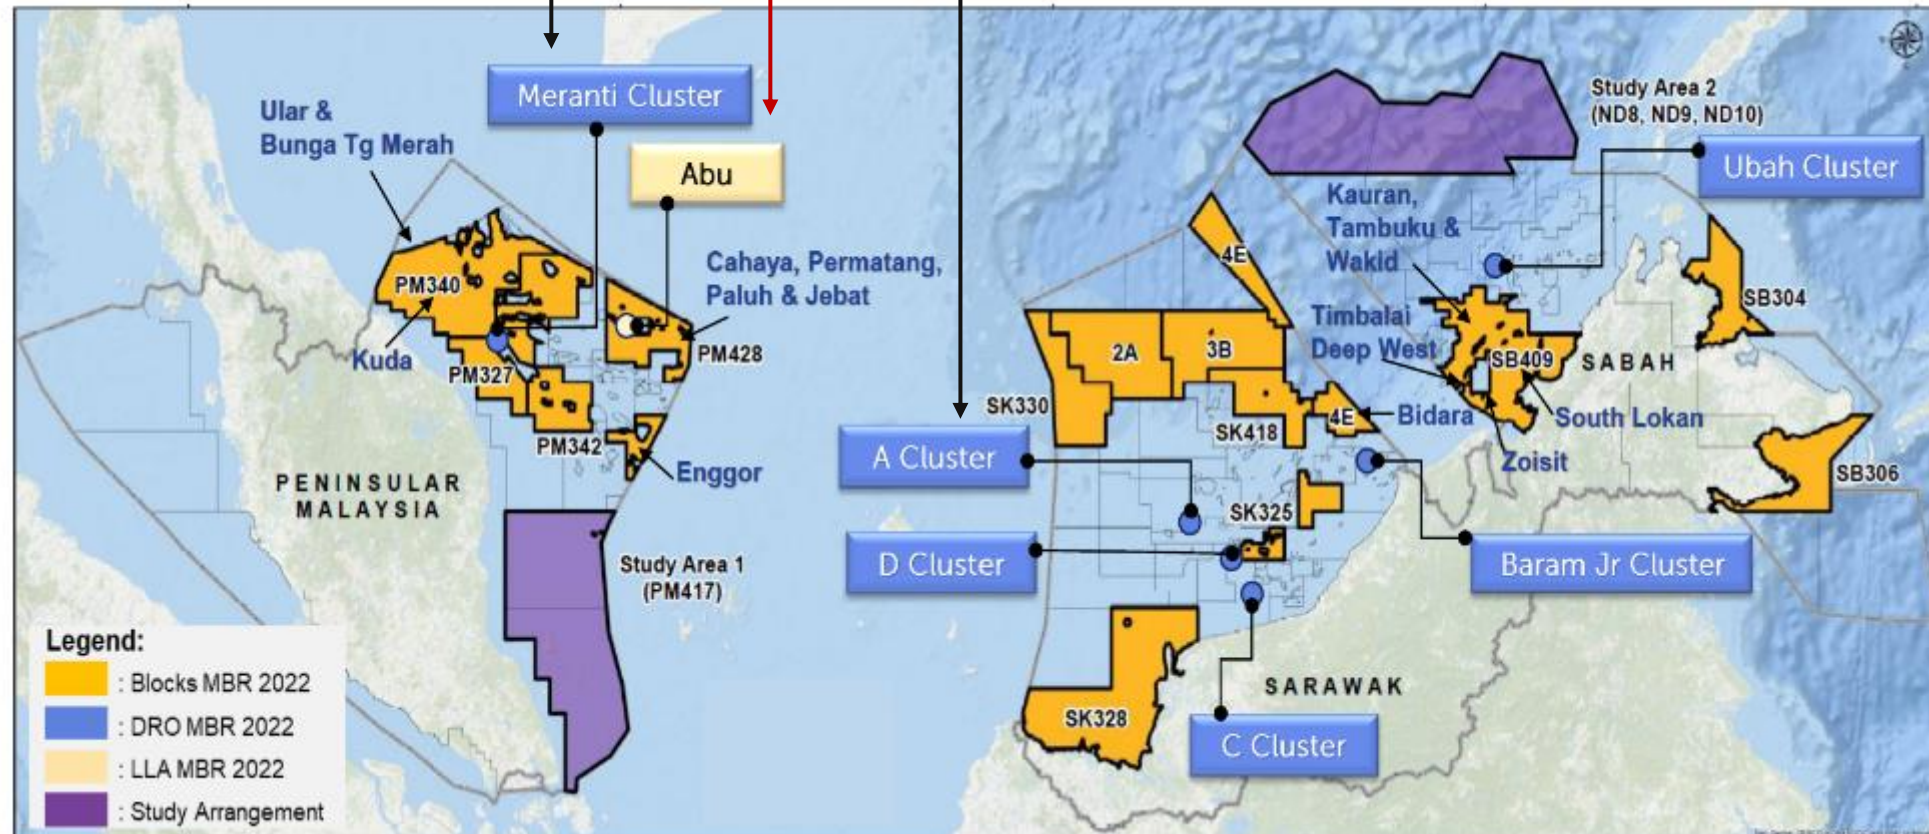 Meranti Cluster
Ular &
Bunga Tg Merah
Abu
PM340
Cahaya, Permatang,
Paluh & Jebat
Kuda
PM327
PM428
PM342
Enggor
PENINSULAR
MALAYSIA
Study Area 1
(PM417)
Legend:
: Blocks MBR 2022
: DRO MBR 2022
: LLA MBR 2022
: Study Arrangement
Study Area 2
(ND8, ND9, ND10)
Ubah Cluster
Kauran,
Tambuku &
Wakid
4E
SB304
Timbalai
Deep West
2A
3B
SB409
SABAH
SK330
SK418
4E
Bidara
South Lokan
A Cluster
Zoisit
SB306
SK325
D Cluster
Baram Jr Cluster
SARAWAK
SK328
C Cluster